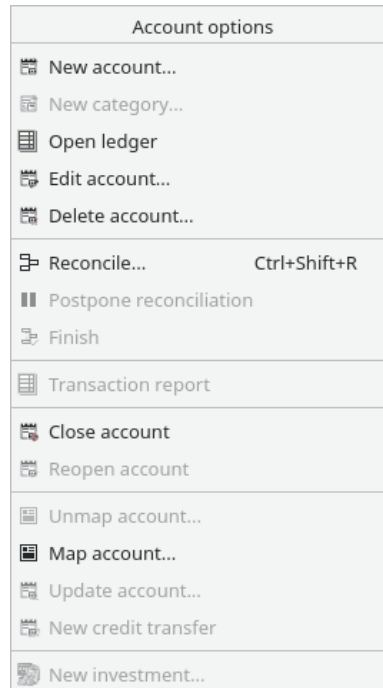 Account options
New account...
New category...
Open ledger
Edit account...
Delete account...
Reconcile... Ctrl+Shift+R
Postpone reconciliation
Finish
Transaction report
Close account
Reopen account
Unmap account...
Map account...
Update account...
New credit transfer
New investment...